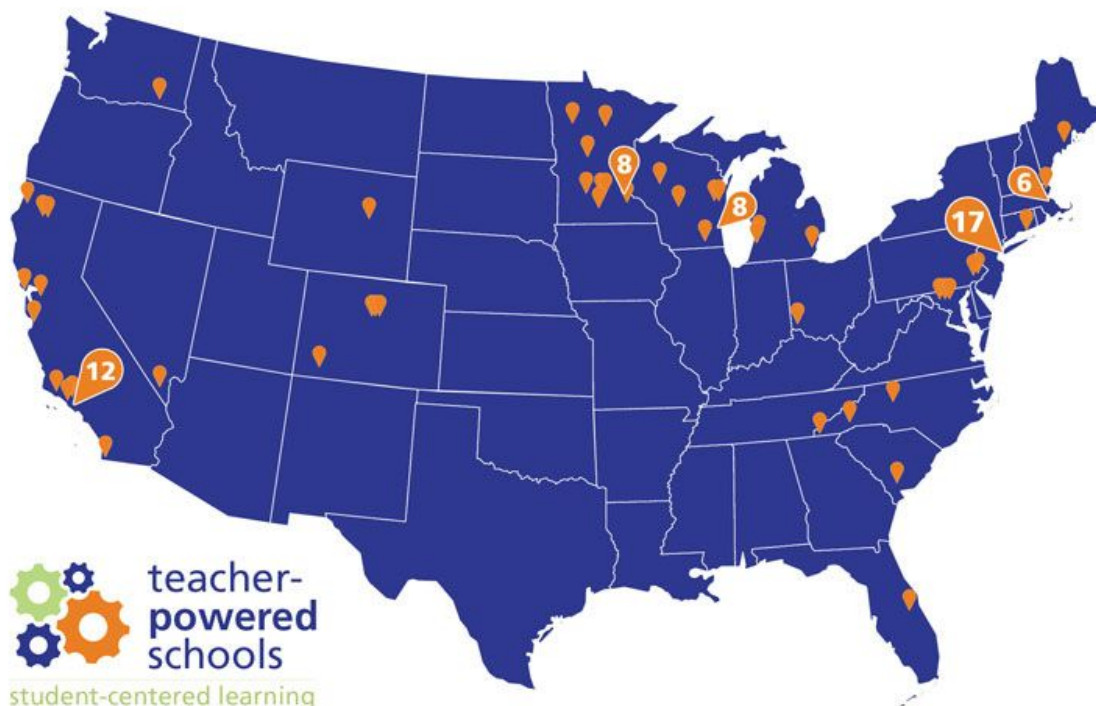 8
6
8
17
12
teacher-
powered
schools
student-centered learning